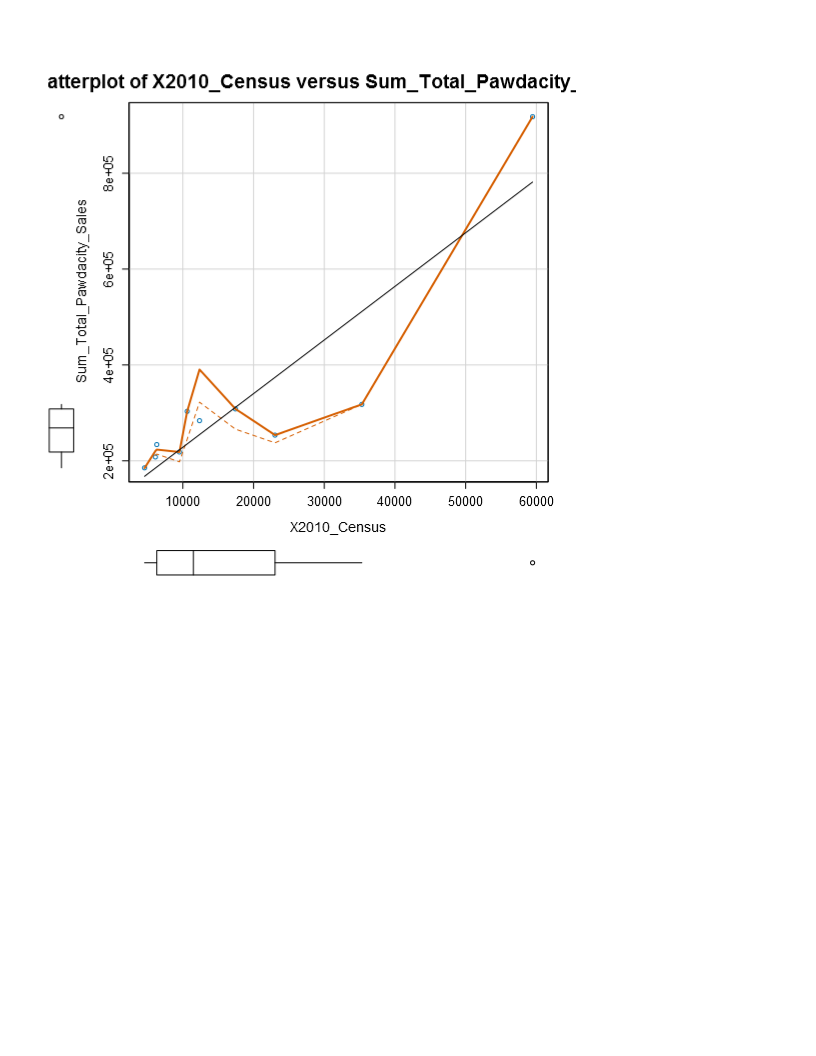 atterplot of X2010_Census versus Sum_Total_Pawdacity_
8e+05
6e+05
4e+05
2e+05
Sum_Total_Pawdacity_Sales
10000 20000 30000 40000 50000 60000
X2010_Census